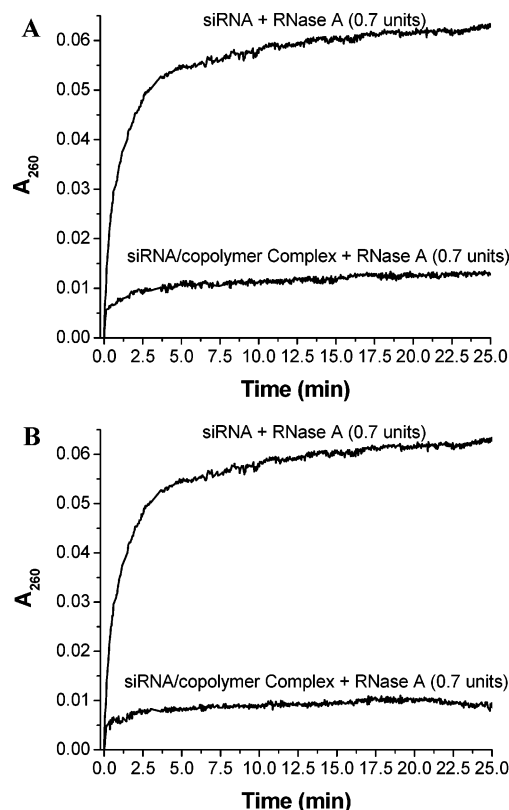 A
siRNA + RNase A (0.7 units)
0.06
0.05
0.04
0.03
0.02
0.01
0.00
A260
siRNA/copolymer Complex + RNase A (0.7 units)
0.0 2.5 5.0 7.5 10.0 12.5 15.0 17.5 20.0 22.5 25.0
Time (min)
B
siRNA + RNase A (0.7 units)
0.06
0.05
0.04
0.03
0.02
0.01
0.00
A260
siRNA/copolymer Complex + RNase A (0.7 units)
0.0 2.5 5.0 7.5 10.0 12.5 15.0 17.5 20.0 22.5 25.0
Time (min)